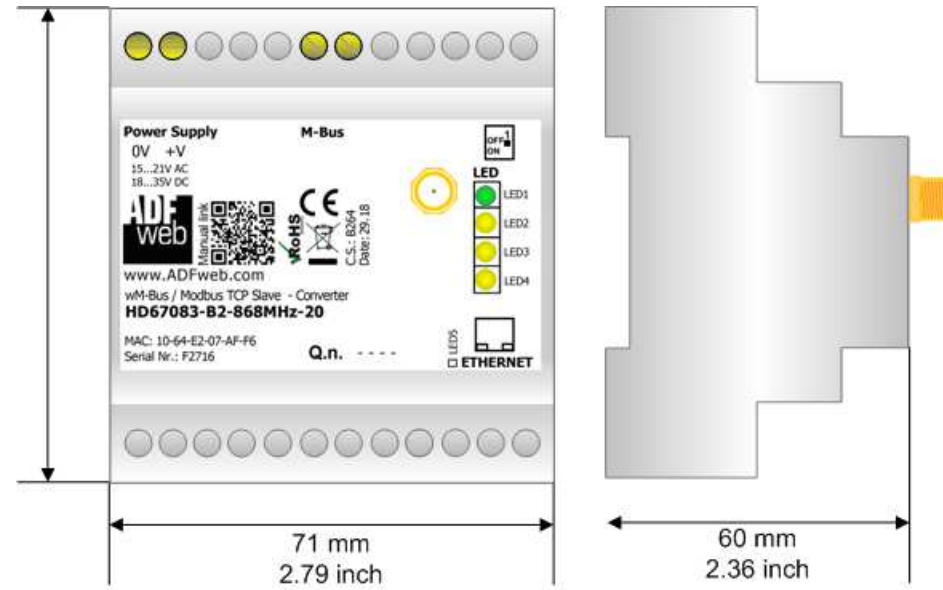 Power Supply
M-Bus
0V +V
15...21V AC
18...35V DC
OFF 1
ON
LED
LED1
LED2
LED3
LED4
ADF
web
Manual link
RoHS
CE
C.S.: B264
Date: 29.18
www.ADFweb.com
wM-Bus / Modbus TCP Slave - Converter
HD67083-B2-868MHz-20
MAC: 10-64-E2-07-AF-F6
Serial Nr.: F2716
Q.n. - - - -
LED5
ETHERNET
71 mm
2.79 inch
60 mm
2.36 inch